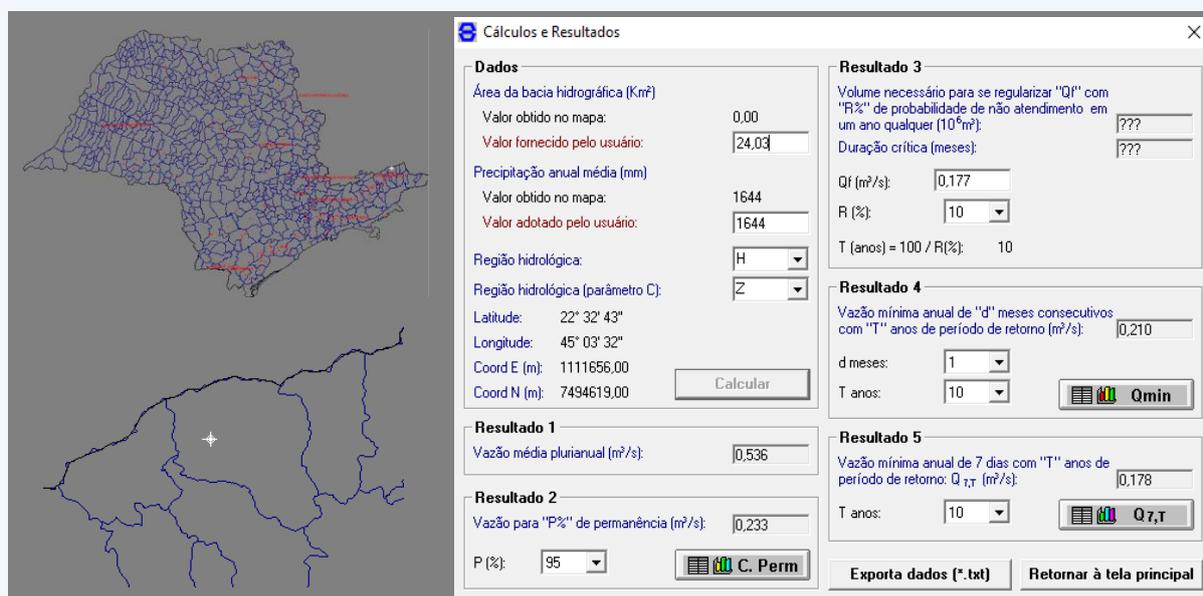 Cálculos e Resultados
Dados
Área da bacia hidrográfica (Km²)
Valor obtido no mapa: 0,00
Valor fornecido pelo usuário: 24,03
Precipitação anual média (mm)
Valor obtido no mapa: 1644
Valor adotado pelo usuário: 1644
Região hidrológica: H
Região hidrológica (parâmetro C): Z
Latitude: 22° 32' 43"
Longitude: 45° 03' 32"
Coord E (m): 1111656,00
Coord N (m): 7494619,00
Calcular
Resultado 1
Vazão média plurianual (m³/s): 0,536
Resultado 2
Vazão para "P%" de permanência (m³/s): 0,233
P (%): 95
C. Perm
Resultado 3
Volume necessário para se regularizar "Qf" com
"R%" de probabilidade de não atendimento em
um ano qualquer (10⁶m³): ???
Duração crítica (meses): ???
Qf (m³/s): 0,177
R (%): 10
T (anos) = 100 / R(%): 10
Resultado 4
Vazão mínima anual de "d" meses consecutivos
com "T" anos de período de retorno (m³/s): 0,210
d meses: 1
T anos: 10
Qmin
Resultado 5
Vazão mínima anual de 7 dias com "T" anos de
período de retorno: Q 7,T (m³/s): 0,178
T anos: 10
Q 7,T
Exporta dados (*.txt)
Retornar à tela principal